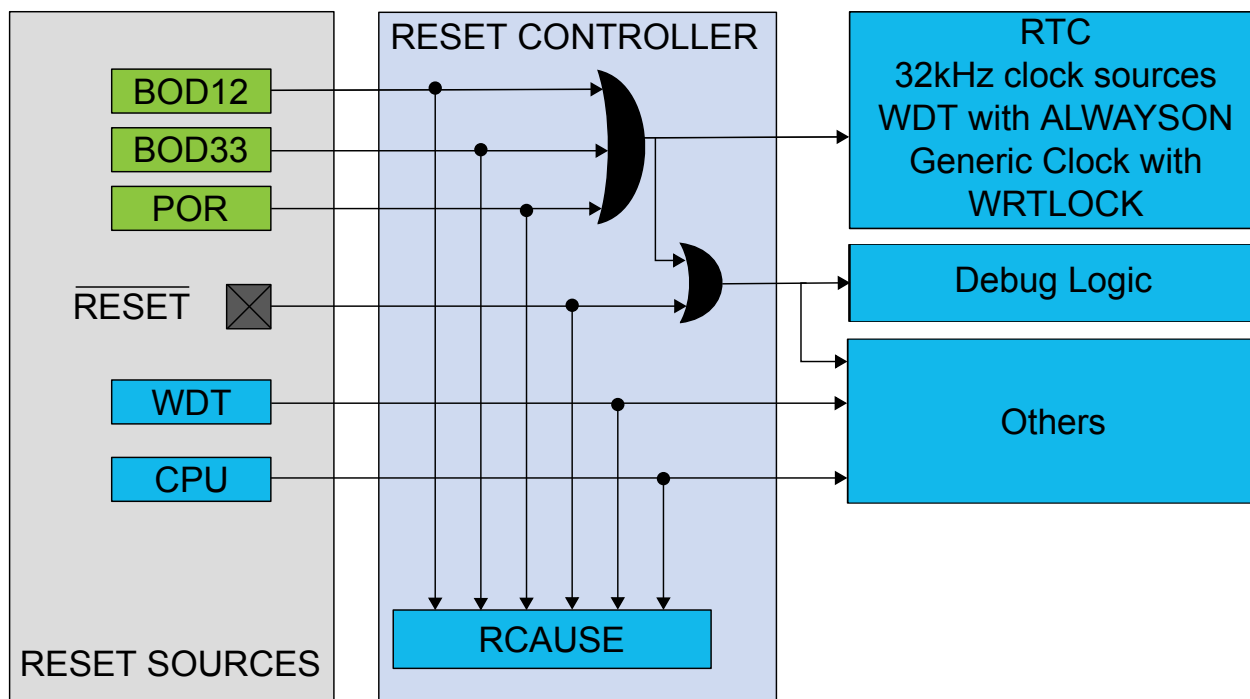 RESET CONTROLLER
BOD12
BOD33
POR
RESET
WDT
CPU
RESET SOURCES
RCAUSE
RTC
32kHz clock sources
WDT with ALWAYSON
Generic Clock with
WRTLOCK
Debug Logic
Others